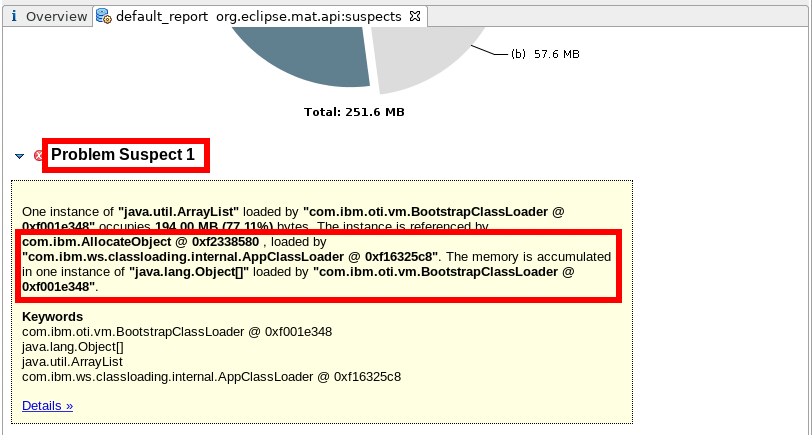 i Overview default_report org.eclipse.mat.api:suspects
(b) 57.6 MB
Total: 251.6 MB
Problem Suspect 1
One instance of "java.util.ArrayList" loaded by "com.ibm.oti.vm.BootstrapClassLoader @
0xf001e348" occupies 194.00 MB (77.11%) bytes. The instance is referenced by
com.ibm.AllocateObject @ 0xf2338580 , loaded by
"com.ibm.ws.classloading.internal.AppClassLoader @ 0xf16325c8". The memory is accumulated
in one instance of "java.lang.Object[]" loaded by "com.ibm.oti.vm.BootstrapClassLoader @
0xf001e348".
Keywords
com.ibm.oti.vm.BootstrapClassLoader @ 0xf001e348
java.lang.Object[]
java.util.ArrayList
com.ibm.ws.classloading.internal.AppClassLoader @ 0xf16325c8
Details »